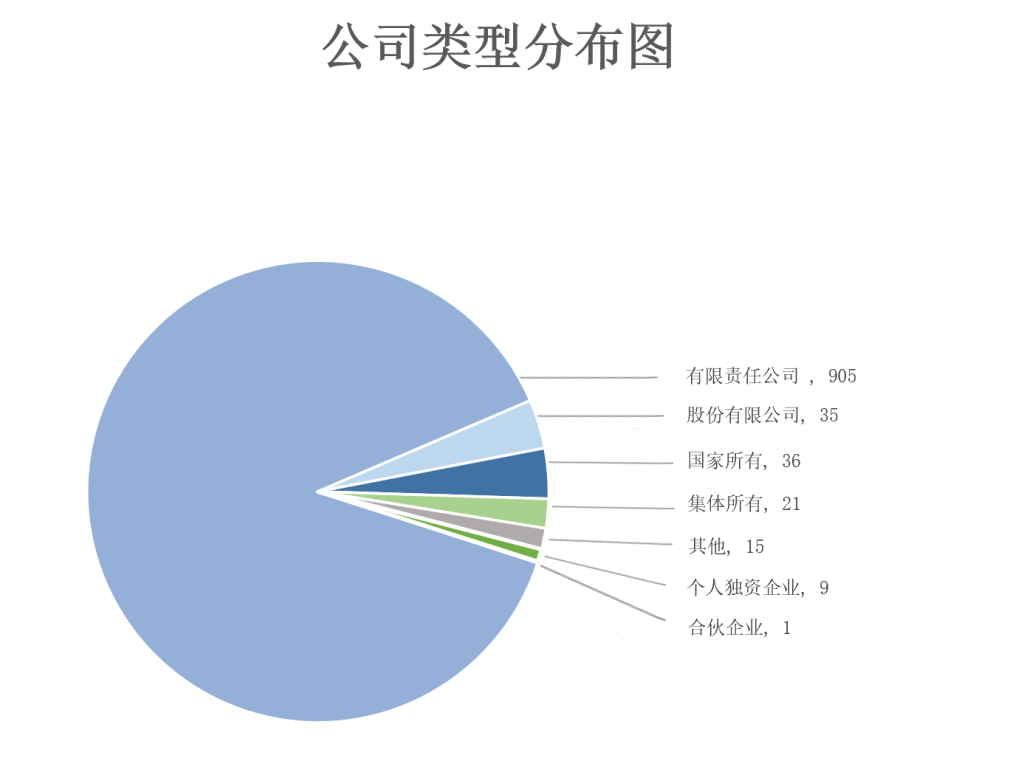 公司类型分布图
有限责任公司 , 905
股份有限公司, 35
国家所有, 36
集体所有, 21
其他, 15
个人独资企业, 9
合伙企业, 1